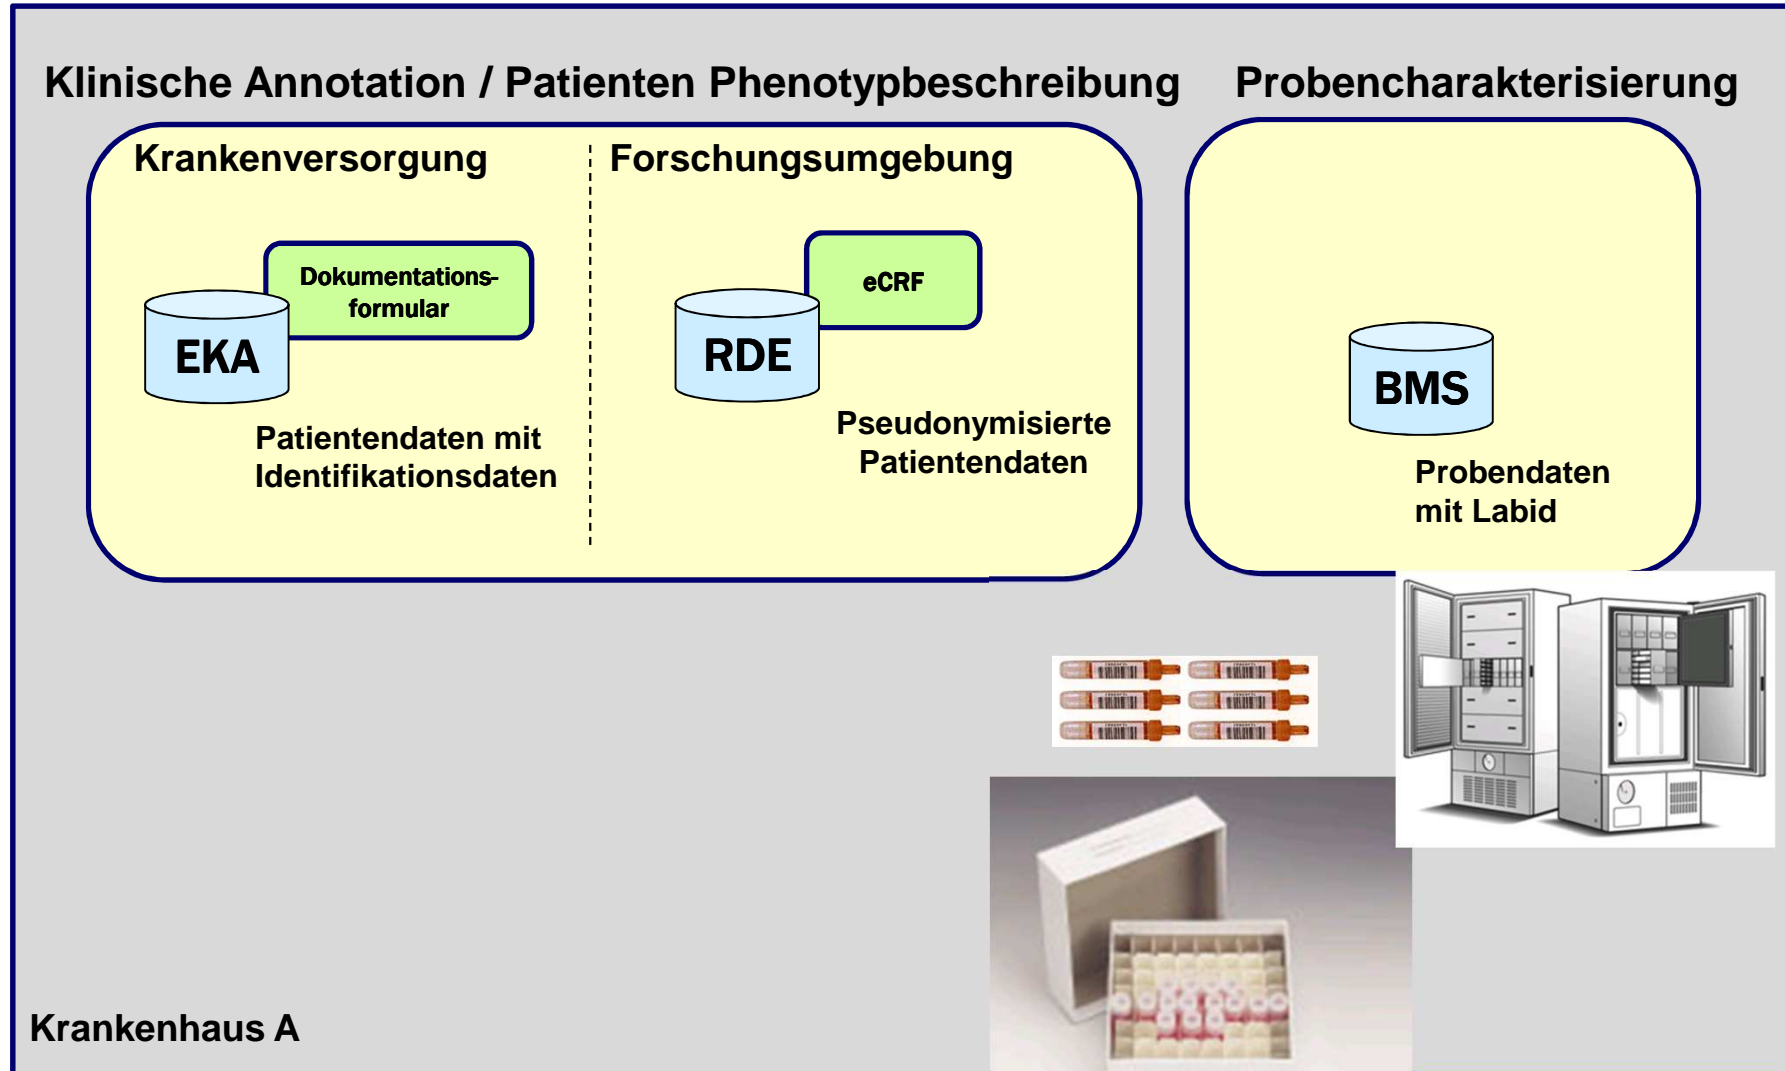 Klinische Annotation / Patienten Phenotypbeschreibung
Probencharakterisierung
Krankenversorgung
Forschungsumgebung
Dokumentations-
formular
eCRF
EKA
RDE
BMS
Patientendaten mit
Identifikationsdaten
Pseudonymisierte
Patientendaten
Probendaten
mit Labid
Krankenhaus A